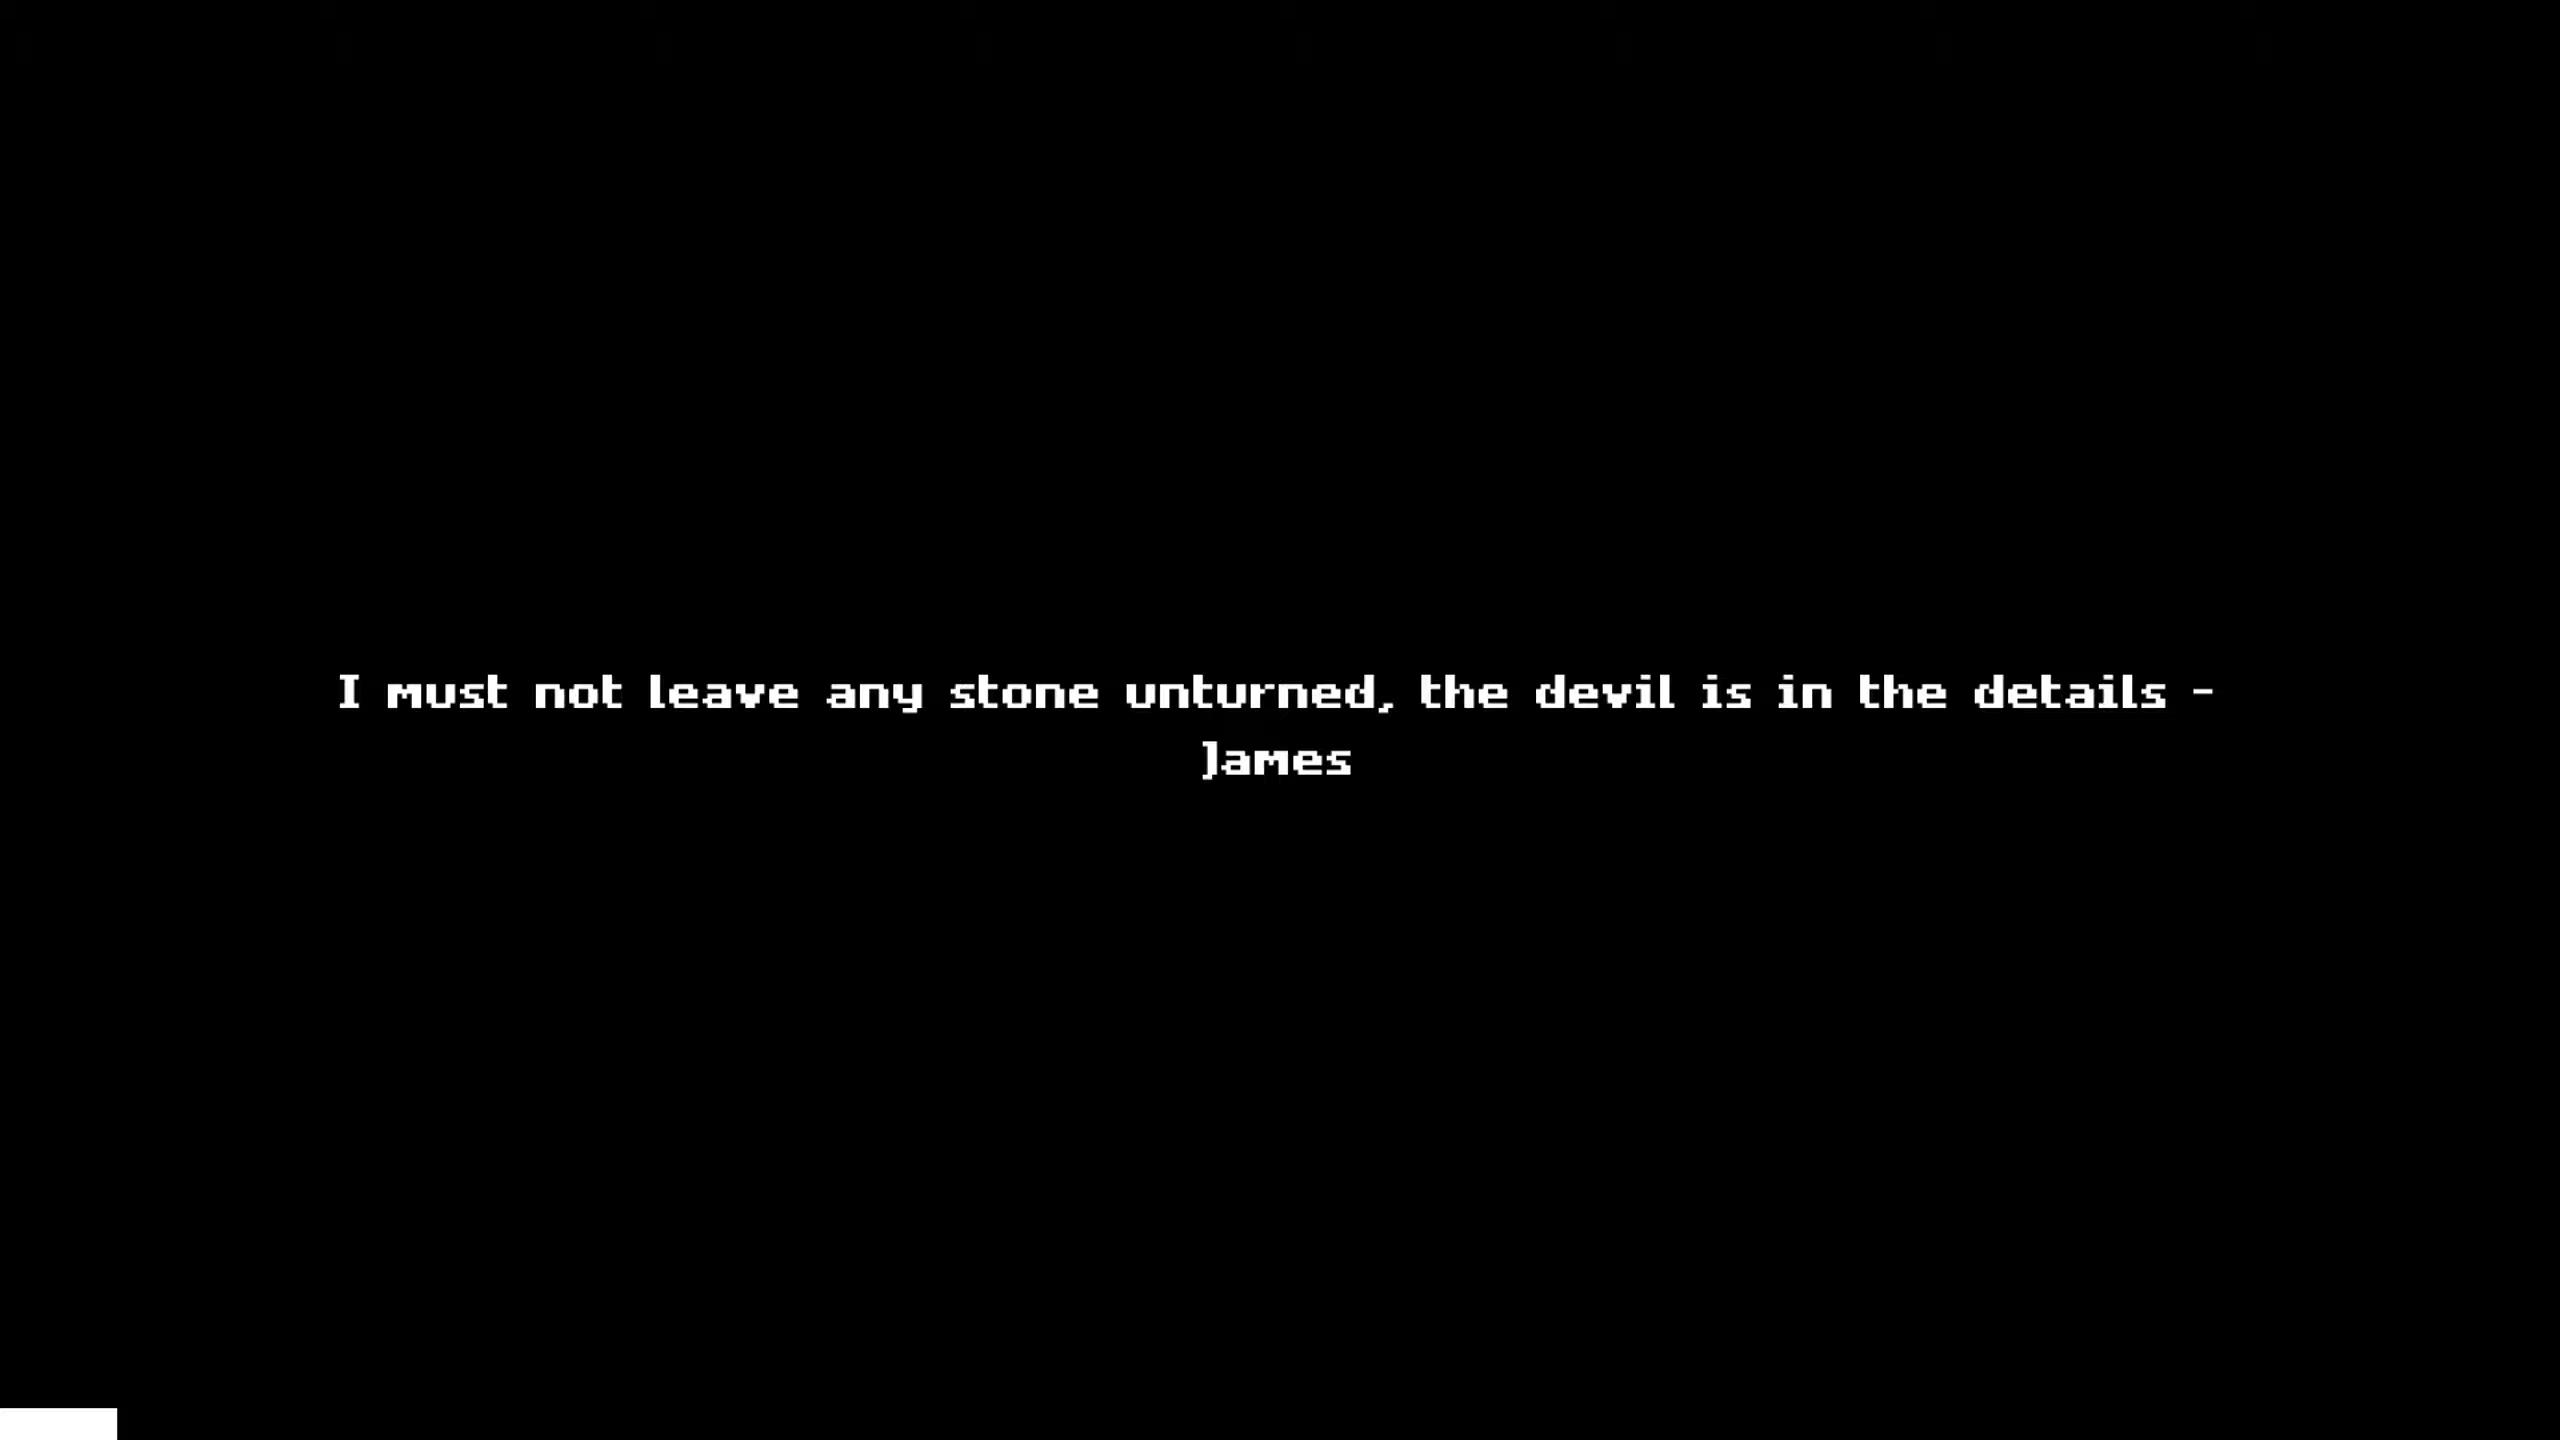 I must not leave any stone unturned, the devil is in the details -
James